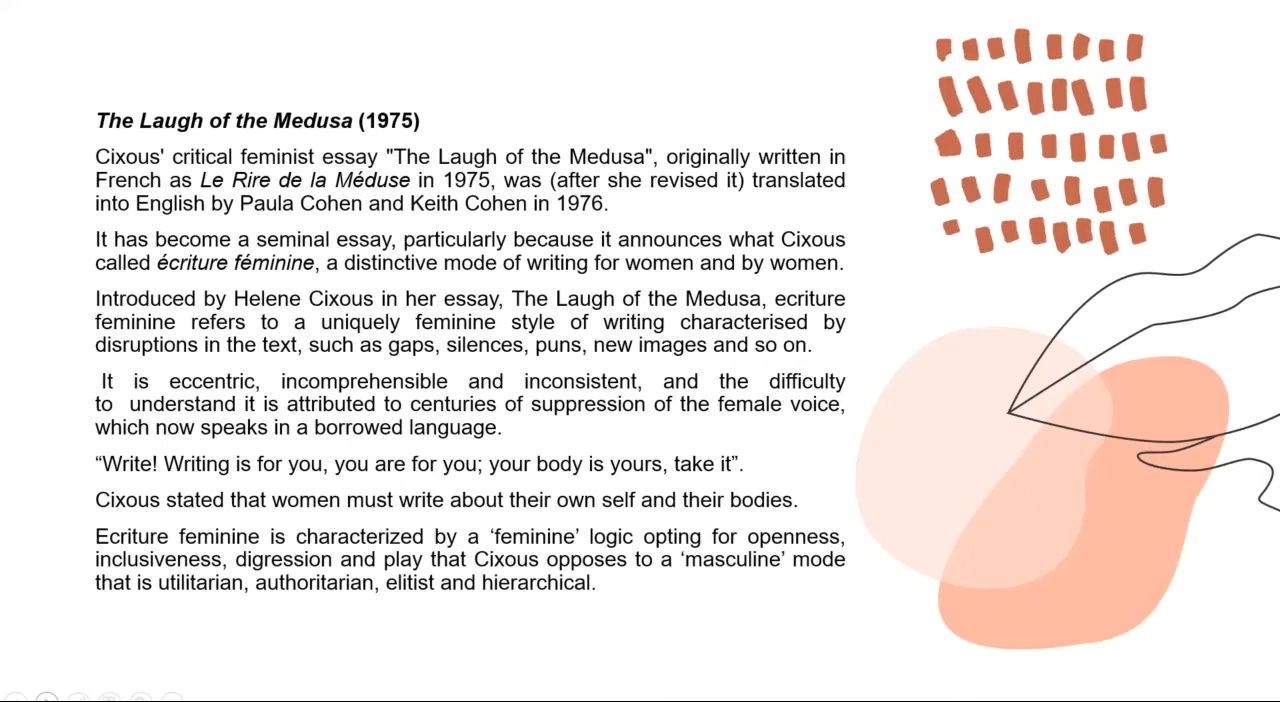 The Laugh of the Medusa (1975)
Cixous' critical feminist essay "The Laugh of the Medusa", originally written in
French as Le Rire de la Méduse in 1975, was (after she revised it) translated
into English by Paula Cohen and Keith Cohen in 1976.
It has become a seminal essay, particularly because it announces what Cixous
called écriture féminine, a distinctive mode of writing for women and by women.
Introduced by Helene Cixous in her essay, The Laugh of the Medusa, ecriture
feminine refers to a uniquely feminine style of writing characterised by
disruptions in the text, such as gaps, silences, puns, new images and so on.
It is eccentric, incomprehensible and inconsistent, and the difficulty
to understand it is attributed to centuries of suppression of the female voice,
which now speaks in a borrowed language.
“Write! Writing is for you, you are for you; your body is yours, take it”.
Cixous stated that women must write about their own self and their bodies.
Ecriture feminine is characterized by a ‘feminine’ logic opting for openness,
inclusiveness, digression and play that Cixous opposes to a ‘masculine’ mode
that is utilitarian, authoritarian, elitist and hierarchical.